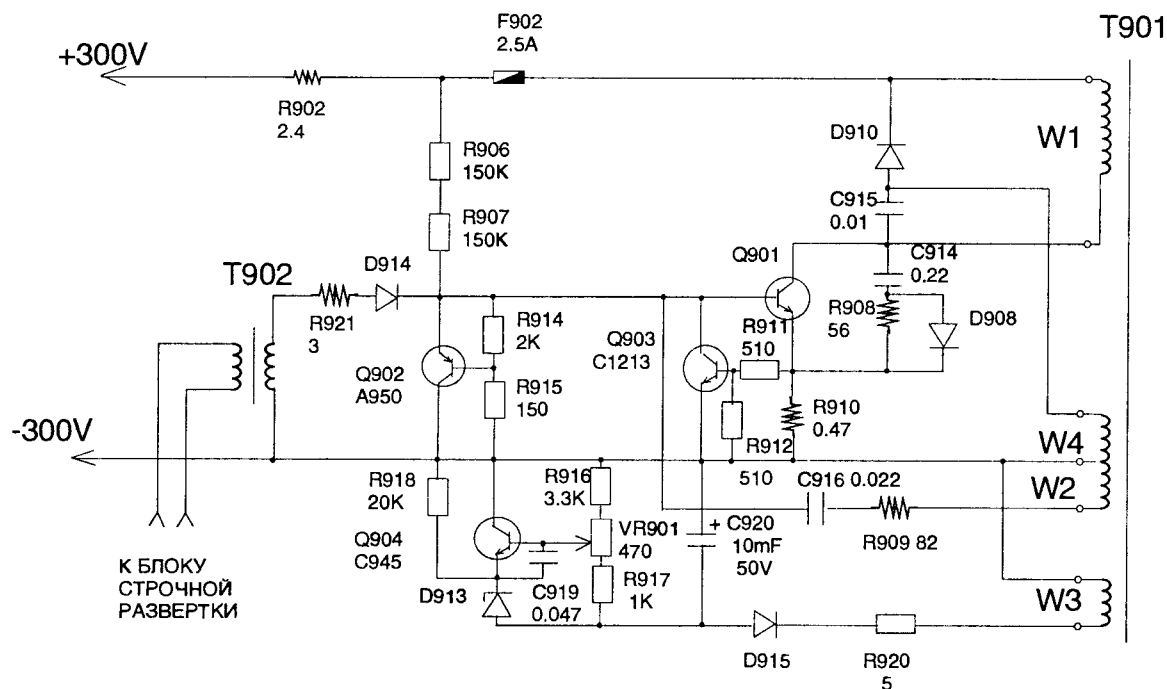 F902
2.5A
T901
+300V
R902
2.4
D910
W1
R906
150K
C915
0.01
R907
150K
Q901
C914
0.22
T902
D914
R921
3
R914
2K
R911
510
R908
56
D908
Q903
C1213
Q902
A950
R915
150
R910
0.47
-300V
R912
510
W4
R918
20K
R916
3.3K
C916 0.022
W2
Q904
C945
VR901
470
+ C920
10mF
50V
R909 82
К БЛОКУ
СТРОЧНОЙ
РАЗВЕРТКИ
D913
C919
0.047
R917
1K
W3
D915
R920
5